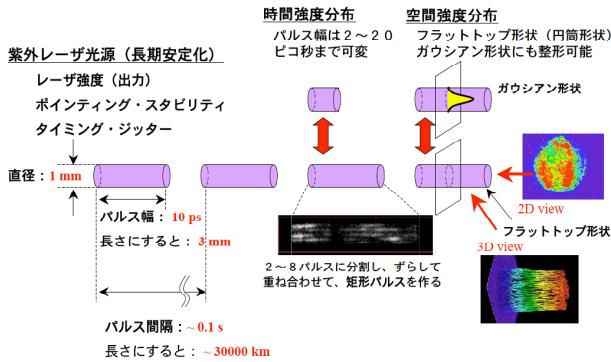 時間強度分布
パルス幅は２〜２０
ピコ秒まで可変
空間強度分布
フラットトップ形状（円筒形状）
ガウシアン形状にも整形可能
紫外レーザ光源（長期安定化）
レーザ強度（出力）
ポインティング・スタビリティ
タイミング・ジッター
ガウシアン形状
直径：1 mm
パルス幅：10 ps
長さにすると：3 mm
2D view
フラットトップ形状
3D view
２〜８パルスに分割し、ずらして
重ね合わせて、矩形パルスを作る
パルス間隔：~ 0.1 s
長さにすると：~ 30000 km